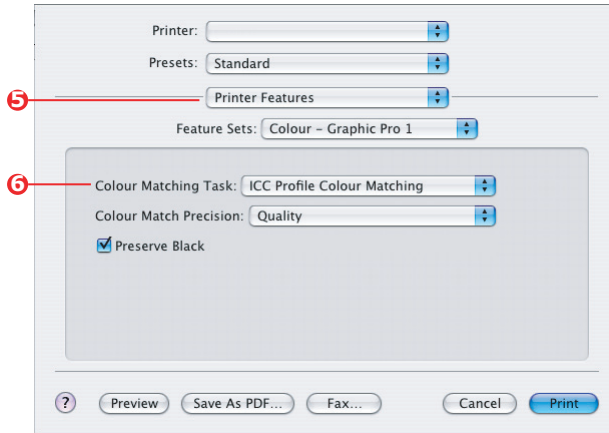 Printer:
Presets: Standard
5 Printer Features
Feature Sets: Colour – Graphic Pro 1
6 Colour Matching Task: ICC Profile Colour Matching
Colour Match Precision: Quality
Preserve Black
? Preview Save As PDF... Fax... Cancel Print